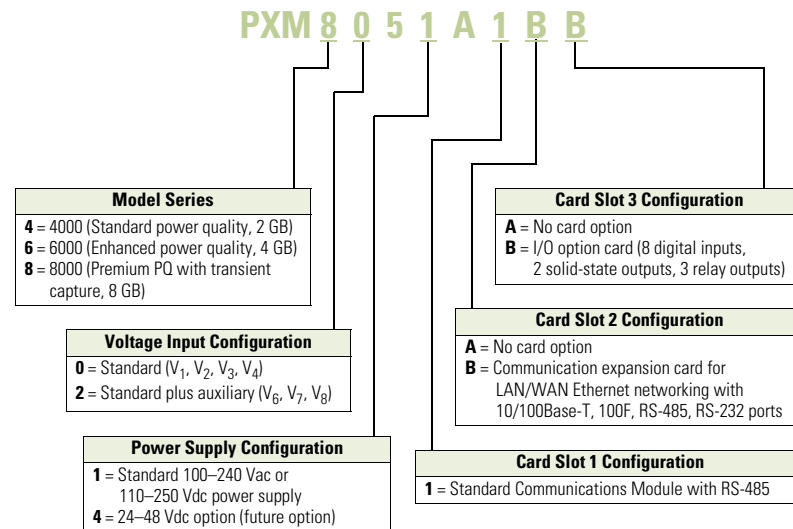 PXM 8 0 5 1 A 1 B B
Model Series
4 = 4000 (Standard power quality, 2 GB)
6 = 6000 (Enhanced power quality, 4 GB)
8 = 8000 (Premium PQ with transient
capture, 8 GB)
Voltage Input Configuration
0 = Standard (V1, V2, V3, V4)
2 = Standard plus auxiliary (V6, V7, V8)
Power Supply Configuration
1 = Standard 100–240 Vac or
110–250 Vdc power supply
4 = 24–48 Vdc option (future option)
Card Slot 3 Configuration
A = No card option
B = I/O option card (8 digital inputs,
2 solid-state outputs, 3 relay outputs)
Card Slot 2 Configuration
A = No card option
B = Communication expansion card for
LAN/WAN Ethernet networking with
10/100Base-T, 100F, RS-485, RS-232 ports
Card Slot 1 Configuration
1 = Standard Communications Module with RS-485